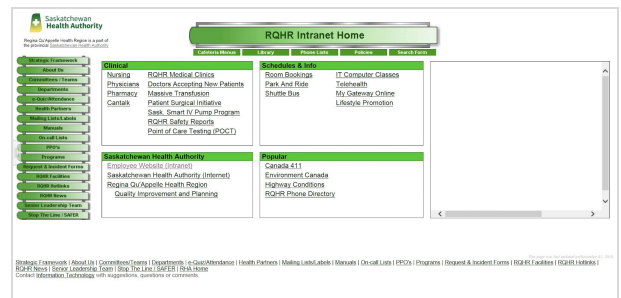 Saskatchewan
Health Authority
Regina Qu'Appelle Health Region is a part of
the provincial Saskatchewan Health Authority
RQHR Intranet Home
Cafeteria Menus
Library
Phone Lists
Policies
Search Form
Strategic Framework
About Us
Committees / Teams
Departments
e-Quiz/Attendance
Health Partners
Mailing Lists/Labels
Manuals
On-call Lists
PPO's
Programs
Request & Incident Forms
RQHR Facilities
RQHR Hotlinks
RQHR News
Senior Leadership Team
Stop The Line / SAFER
Clinical
Nursing RQHR Medical Clinics
Physicians Doctors Accepting New Patients
Pharmacy Massive Transfusion
Cantalk Patient Surgical Initiative
Sask. Smart IV Pump Program
RQHR Safety Reports
Point of Care Testing (POCT)
Schedules & Info
Room Bookings IT Computer Classes
Park And Ride Telehealth
Shuttle Bus My Gateway Online
Lifestyle Promotion
Saskatchewan Health Authority
Employee Website (Intranet)
Saskatchewan Health Authority (Internet)
Regina Qu'Appelle Health Region
Quality Improvement and Planning
Popular
Canada 411
Environment Canada
Highway Conditions
RQHR Phone Directory
Strategic Framework | About Us | Committees/Teams | Departments | e-Quiz/Attendance | Health Partners | Mailing Lists/Labels | Manuals | On-call Lists | PPO's | Programs | Request & Incident Forms | RQHR Facilities | RQHR Hotlinks |
RQHR News | Senior Leadership Team | Stop The Line / SAFER | RHA Home
Contact Information Technology with suggestions, questions or comments.